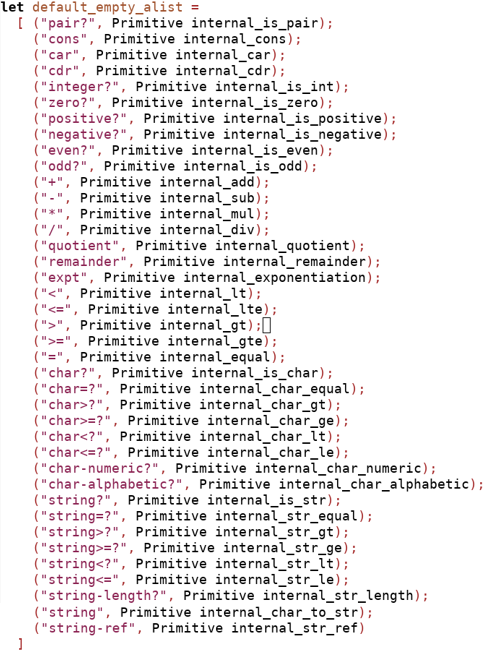 let default_empty_alist =
  [ ("pair?", Primitive internal_is_pair);
    ("cons", Primitive internal_cons);
    ("car", Primitive internal_car);
    ("cdr", Primitive internal_cdr);
    ("integer?", Primitive internal_is_int);
    ("zero?", Primitive internal_is_zero);
    ("positive?", Primitive internal_is_positive);
    ("negative?", Primitive internal_is_negative);
    ("even?", Primitive internal_is_even);
    ("odd?", Primitive internal_is_odd);
    ("+", Primitive internal_add);
    ("-", Primitive internal_sub);
    ("*", Primitive internal_mul);
    ("/", Primitive internal_div);
    ("quotient", Primitive internal_quotient);
    ("remainder", Primitive internal_remainder);
    ("expt", Primitive internal_exponentiation);
    ("<", Primitive internal_lt);
    ("<=", Primitive internal_lte);
    (">", Primitive internal_gt);
    (">=", Primitive internal_gte);
    ("=", Primitive internal_equal);
    ("char?", Primitive internal_is_char);
    ("char=?", Primitive internal_char_equal);
    ("char>?", Primitive internal_char_gt);
    ("char>=?", Primitive internal_char_ge);
    ("char<?", Primitive internal_char_lt);
    ("char<=?", Primitive internal_char_le);
    ("char-numeric?", Primitive internal_char_numeric);
    ("char-alphabetic?", Primitive internal_char_alphabetic);
    ("string?", Primitive internal_is_str);
    ("string=?", Primitive internal_str_equal);
    ("string>?", Primitive internal_str_gt);
    ("string>=?", Primitive internal_str_ge);
    ("string<?", Primitive internal_str_lt);
    ("string<=", Primitive internal_str_le);
    ("string-length?", Primitive internal_str_length);
    ("string", Primitive internal_char_to_str);
    ("string-ref", Primitive internal_str_ref)
  ]